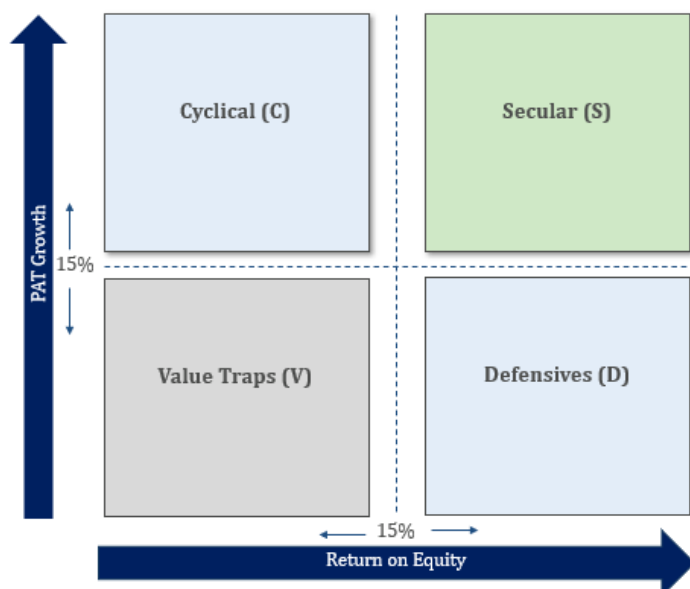 Cyclical (C)
Secular (S)
PAT Growth
15%
Value Traps (V)
Defensives (D)
15%
Return on Equity